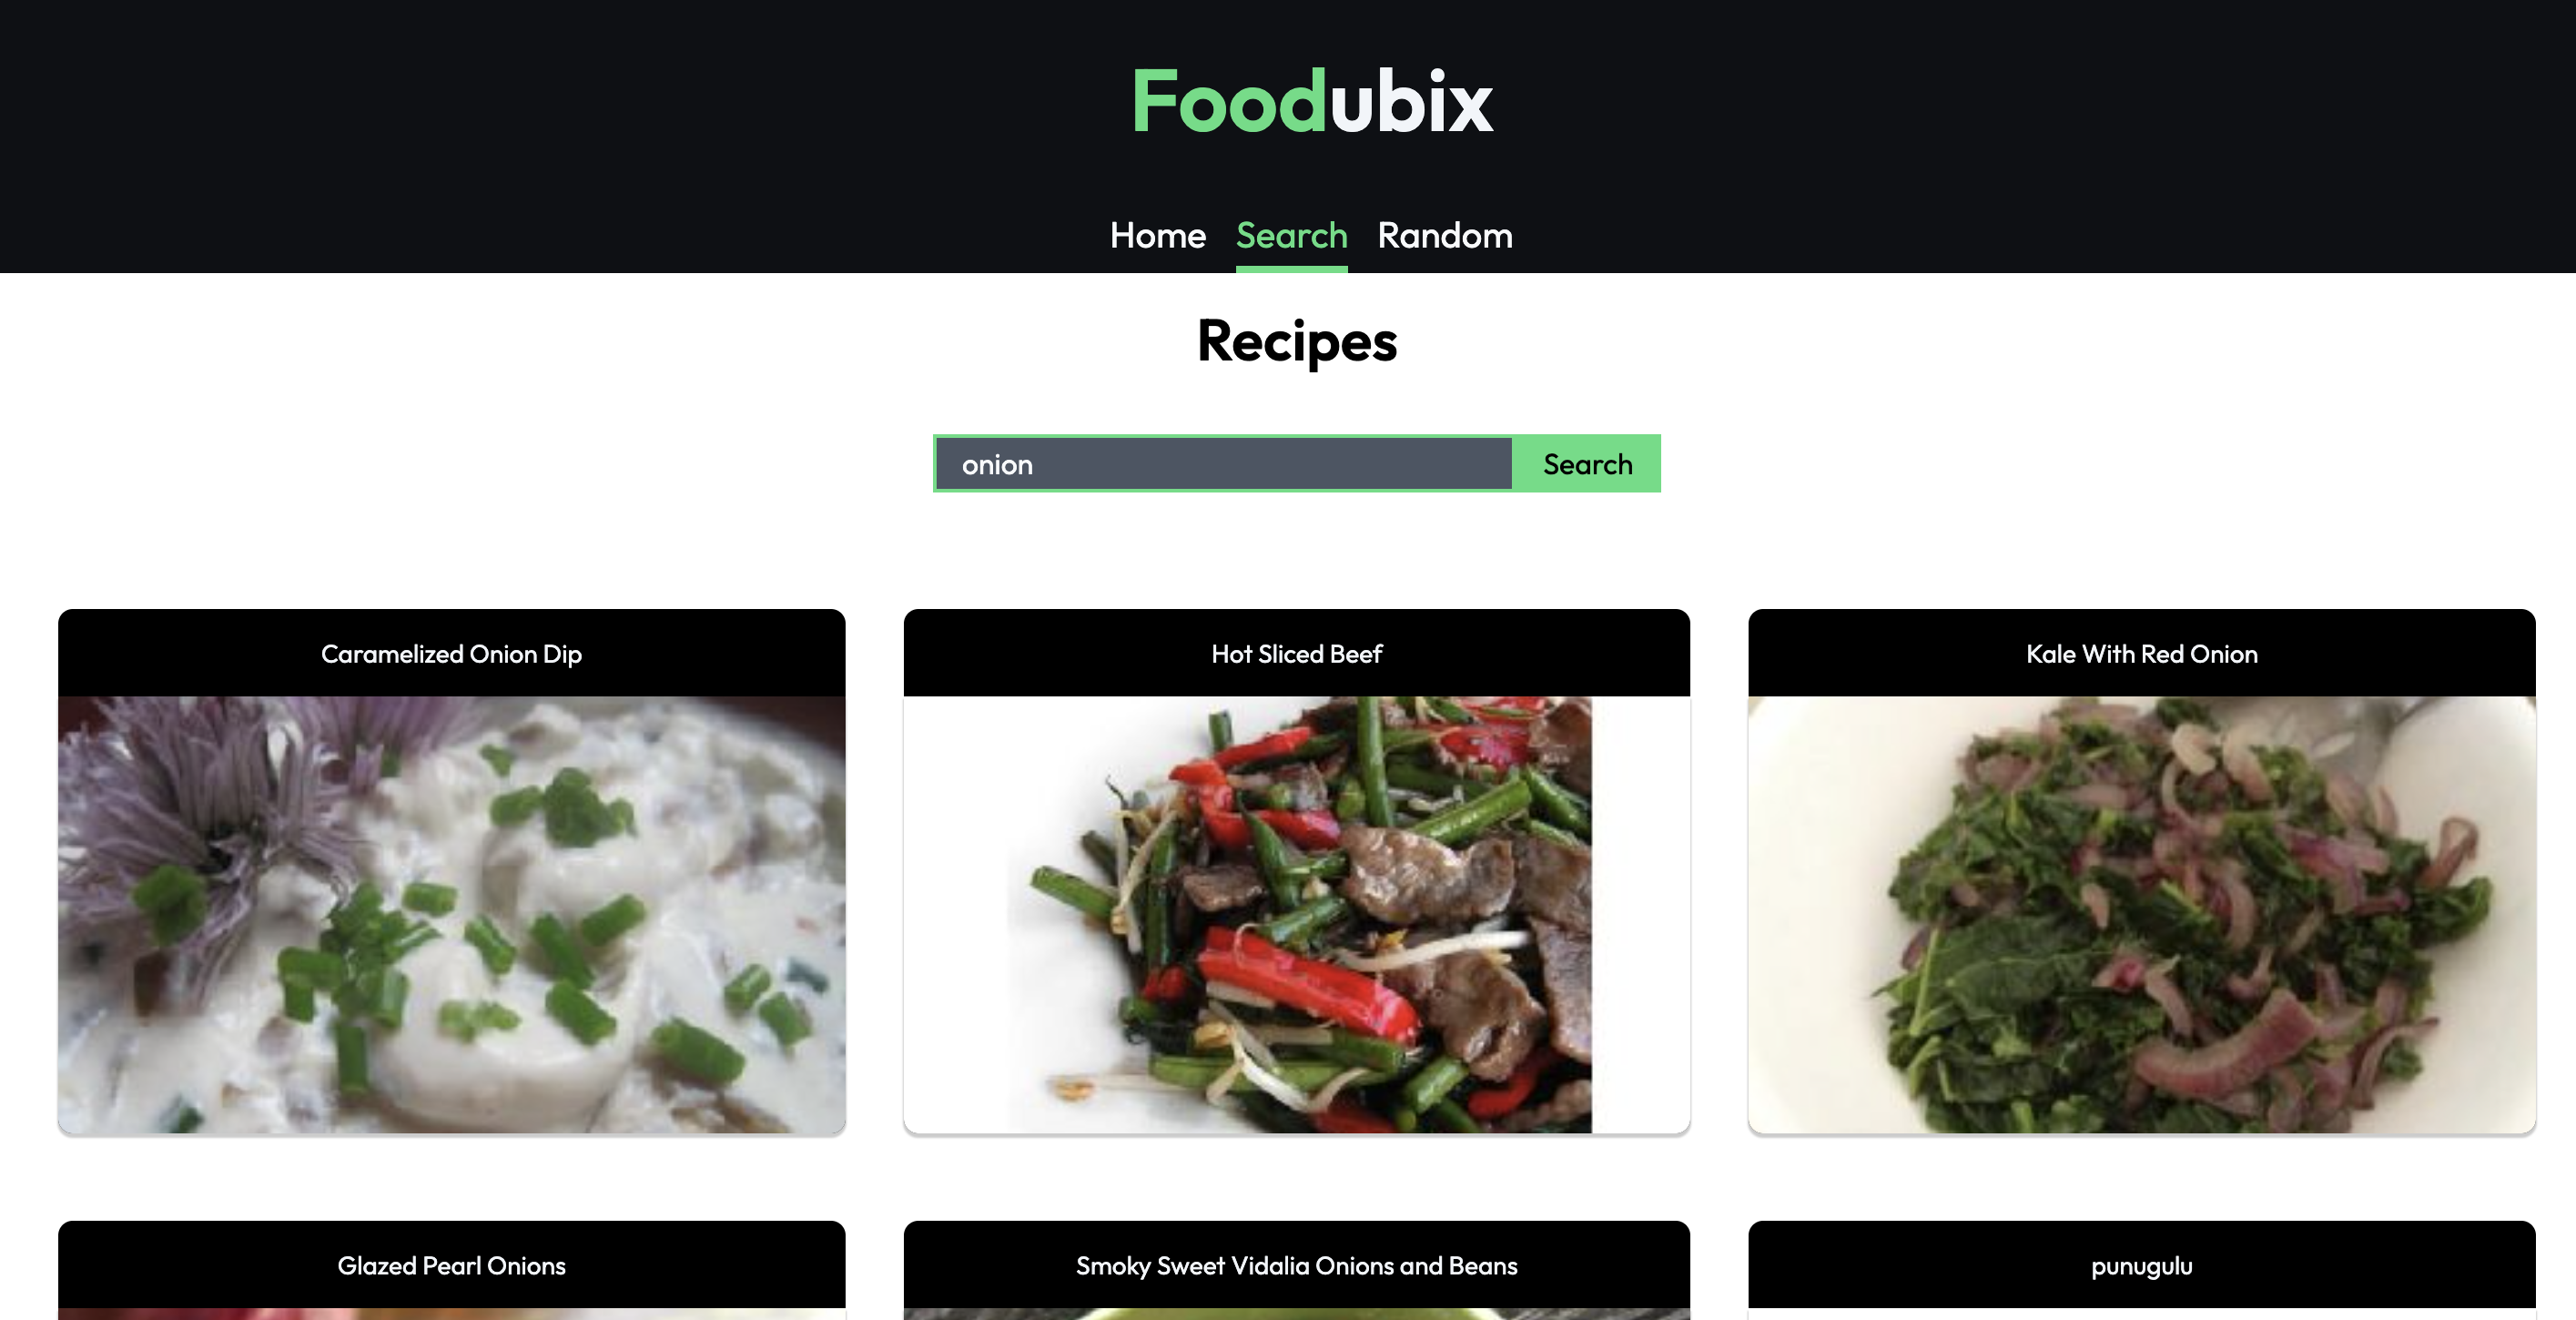 Foodubix
Home Search Random
Recipes
onion Search
Caramelized Onion Dip
Hot Sliced Beef
Kale With Red Onion
Glazed Pearl Onions
Smoky Sweet Vidalia Onions and Beans
punugulu